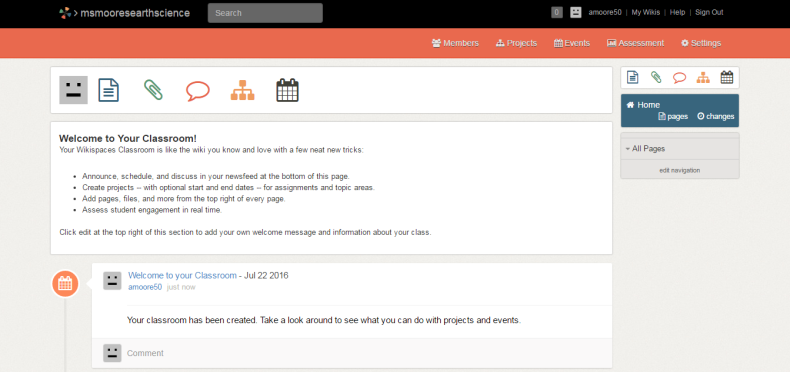 msmooresearthscience
Search
0 amoore50 | My Wikis | Help | Sign Out
Members Projects Events Assessment Settings
Home
pages changes
All Pages
edit navigation
Welcome to Your Classroom!
Your Wikispaces Classroom is like the wiki you know and love with a few neat new tricks:
Announce, schedule, and discuss in your newsfeed at the bottom of this page.
Create projects -- with optional start and end dates -- for assignments and topic areas.
Add pages, files, and more from the top right of every page.
Assess student engagement in real time.
Click edit at the top right of this section to add your own welcome message and information about your class.
Welcome to your Classroom - Jul 22 2016
amoore50 just now
Your classroom has been created. Take a look around to see what you can do with projects and events.
Comment